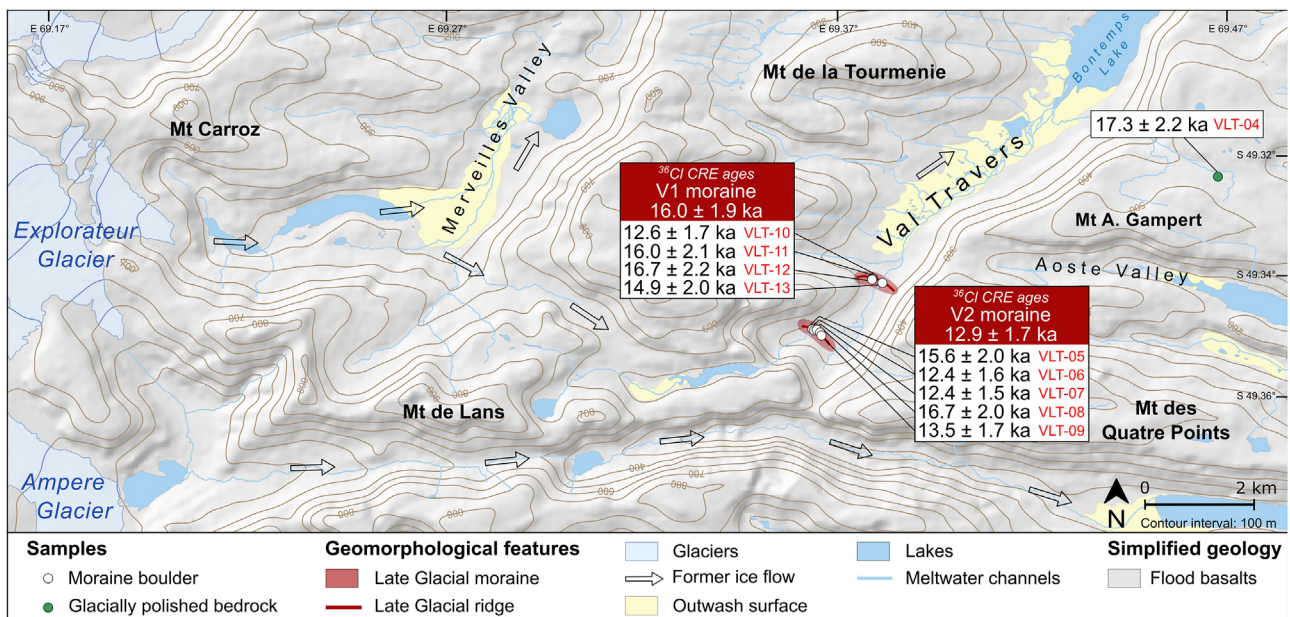 E 69.17°
E 69.27°
E 69.37°
E 69.47°
Mt Carroz
Merveilles Valley
Mt de la Tourmenie
Bontemps
Lake
Val Travers
17.3 ± 2.2 ka VLT-04
S 49.32°
Explorateur
Glacier
³⁶Cl CRE ages
V1 moraine
16.0 ± 1.9 ka
12.6 ± 1.7 ka VLT-10
16.0 ± 2.1 ka VLT-11
16.7 ± 2.2 ka VLT-12
14.9 ± 2.0 ka VLT-13
Mt A. Gampert
Aoste Valley
S 49.34°
³⁶Cl CRE ages
V2 moraine
12.9 ± 1.7 ka
15.6 ± 2.0 ka VLT-05
12.4 ± 1.6 ka VLT-06
12.4 ± 1.5 ka VLT-07
16.7 ± 2.0 ka VLT-08
13.5 ± 1.7 ka VLT-09
S 49.36°
Mt de Lans
Mt des
Quatre Points
Ampere
Glacier
N
0 2 km
Contour interval: 100 m
Samples
Moraine boulder
Glacially polished bedrock
Geomorphological features
Late Glacial moraine
Late Glacial ridge
Glaciers
Former ice flow
Outwash surface
Lakes
Meltwater channels
Simplified geology
Flood basalts